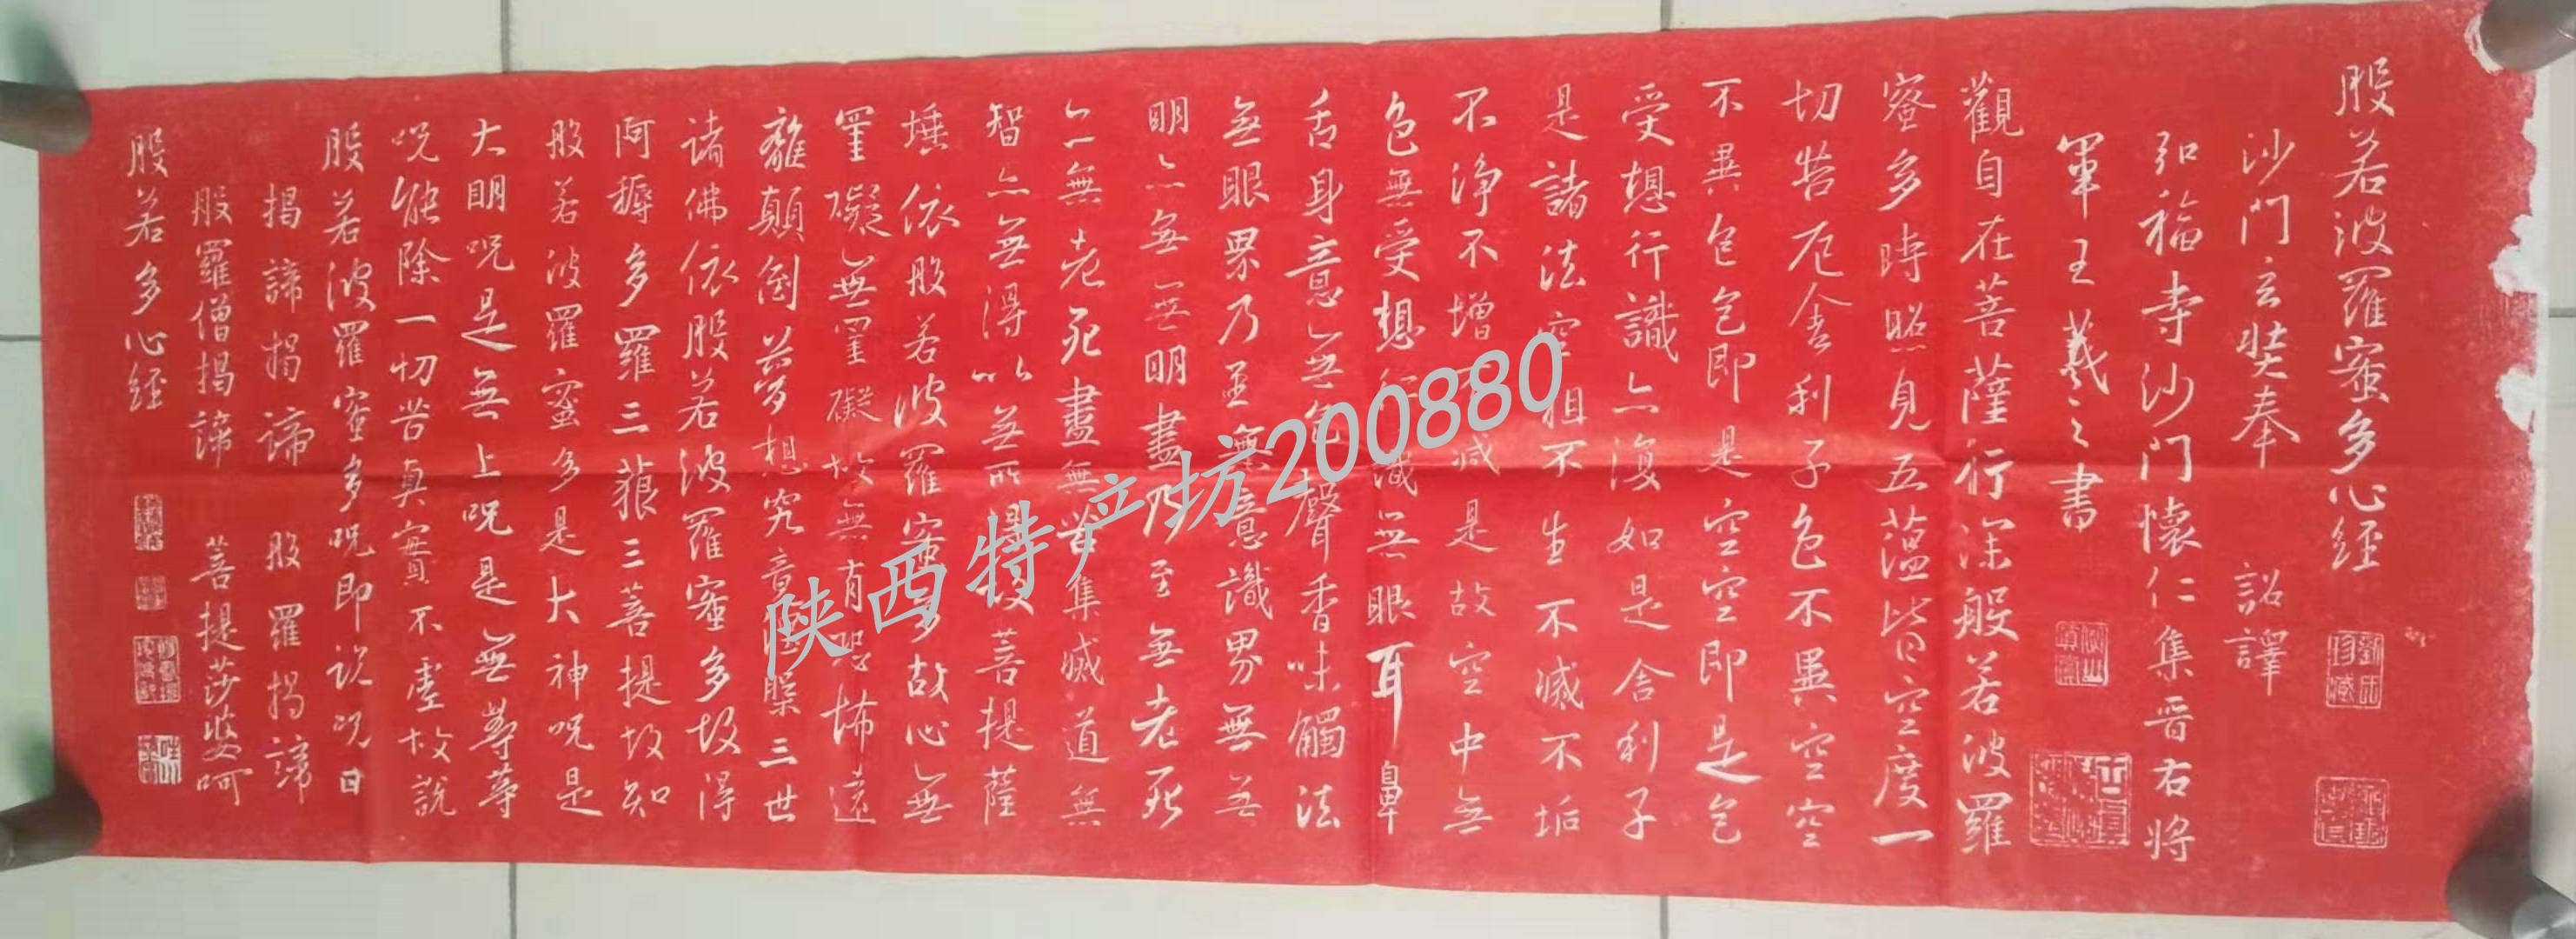 般若波羅蜜多心經
沙門玄奘奉 詔譯
弘福寺沙門懷仁集晉右將
軍王羲之書
觀自在菩薩行深般若波羅
蜜多時照見五蘊皆空度一
切苦厄舍利子色不異空空
不異色色即是空空即是色
受想行識亦復如是舍利子
是諸法空相不生不滅不垢
不淨不增不減是故空中無
色無受想行識無眼耳鼻
舌身意無色聲香味觸法
無眼界乃至無意識界無無
明亦無無明盡乃至無老死
亦無老死盡無苦集滅道無
智亦無得以無所得故菩提薩
埵依般若波羅蜜多故心無
罣礙無罣礙故無有恐怖遠
離顛倒夢想究竟涅槃三世
諸佛依般若波羅蜜多故得
阿耨多羅三藐三菩提故知
般若波羅蜜多是大神呪是
大明呪是無上呪是無等等
呪能除一切苦真實不虛故說
般若波羅蜜多呪即說呪曰
揭諦揭諦 般羅揭諦
般羅僧揭諦 菩提莎婆呵
般若多心經
劉氏珍藏
陕西特产坊200880